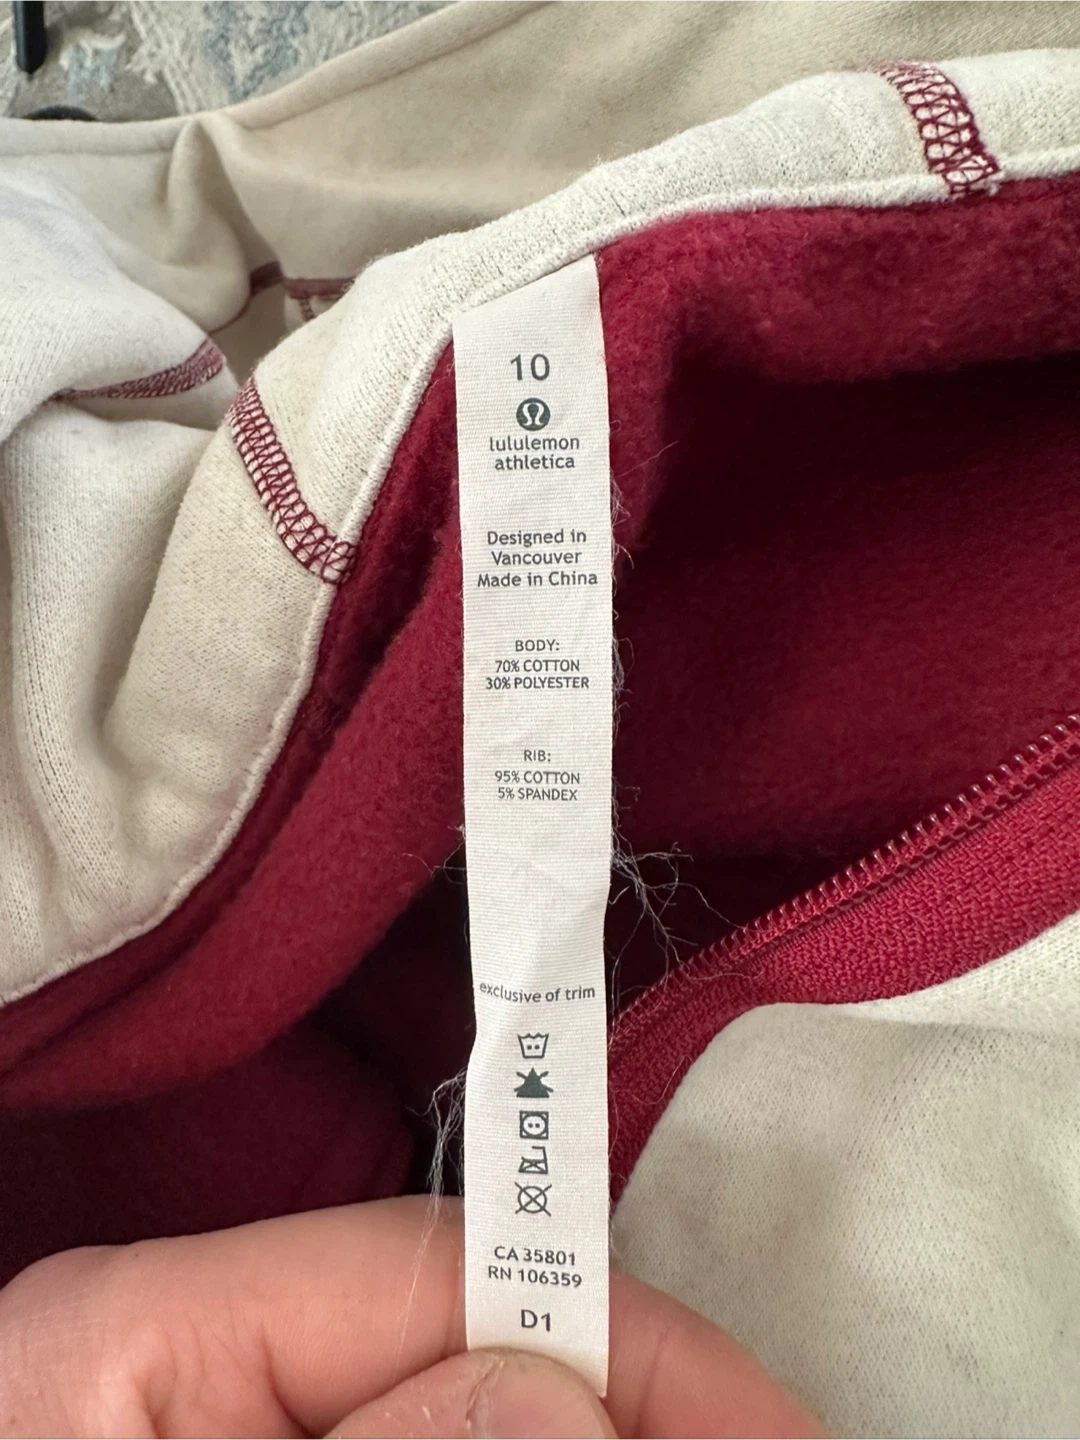 10
lululemon
athletica
Designed in
Vancouver
Made in China
BODY:
70% COTTON
30% POLYESTER
RIB:
95% COTTON
5% SPANDEX
exclusive of trim
CA 35801
RN 106359
D1